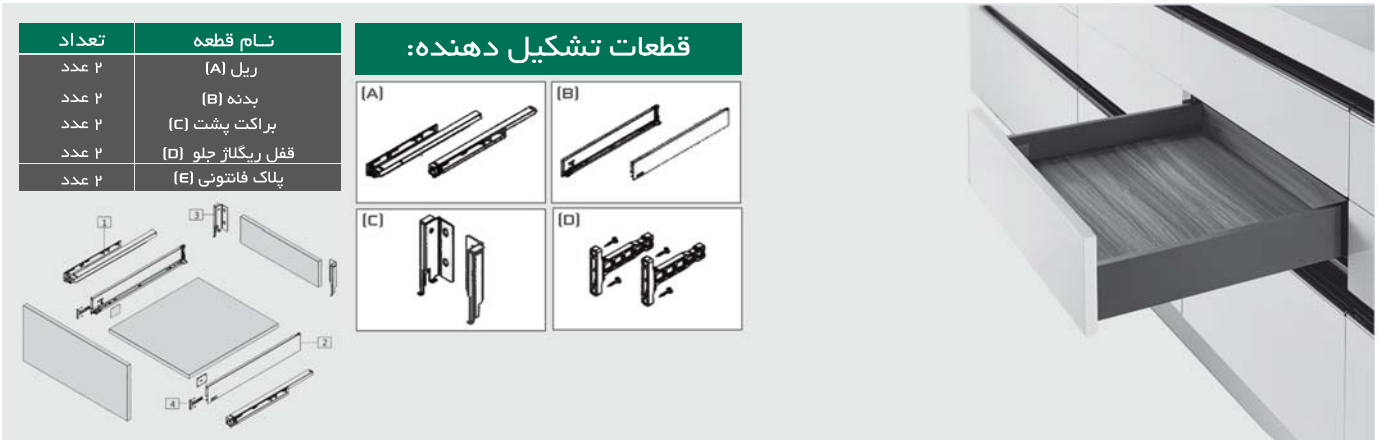 قطعات تشکیل دهنده:
نــام قطعه تعداد
ریل (A) ۲ عدد
بدنه (B) ۲ عدد
براکت پشت (C) ۲ عدد
قفل ریگلاژ جلو (D) ۲ عدد
پلاک فانتونی (E) ۲ عدد
(A)
(B)
(C)
(D)
1
3
2
4